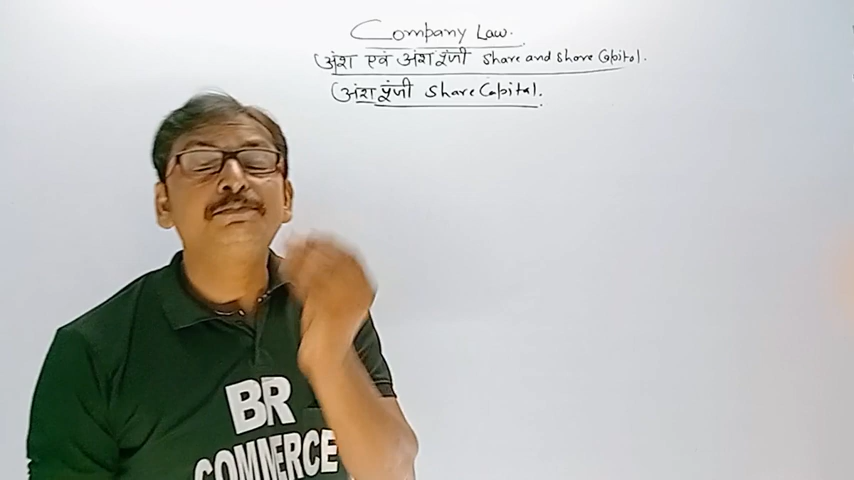 Company Law.
अंश एवं अंश पूंजी Share and Share Capital.
अंश पूंजी Share Capital.
BR
COMMERCE